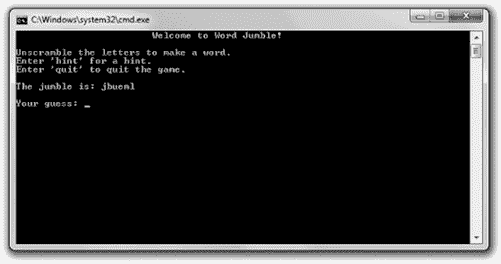 C:\Windows\system32\cmd.exe
Welcome to Word Jumble!
Unscramble the letters to make a word.
Enter 'hint' for a hint.
Enter 'quit' to quit the game.
The jumble is: jbueml
Your guess: _